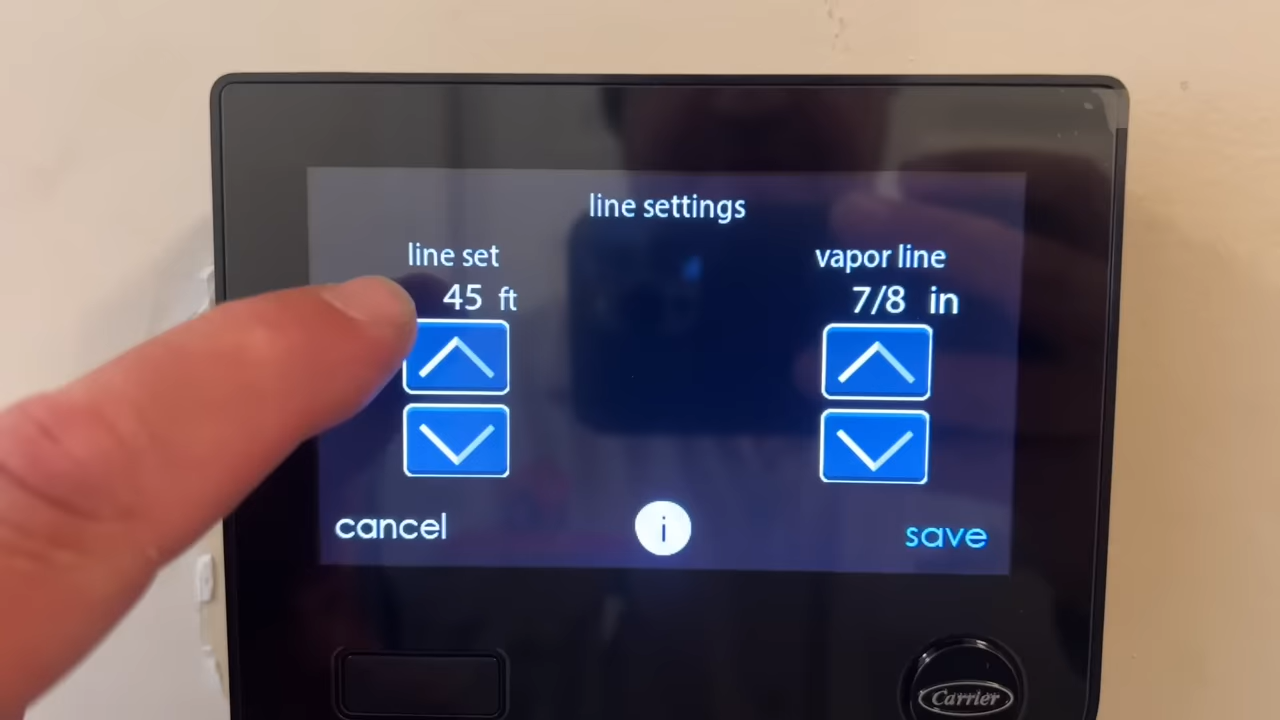 line settings
line set
45 ft
vapor line
7/8 in
cancel
i
save
Carrier